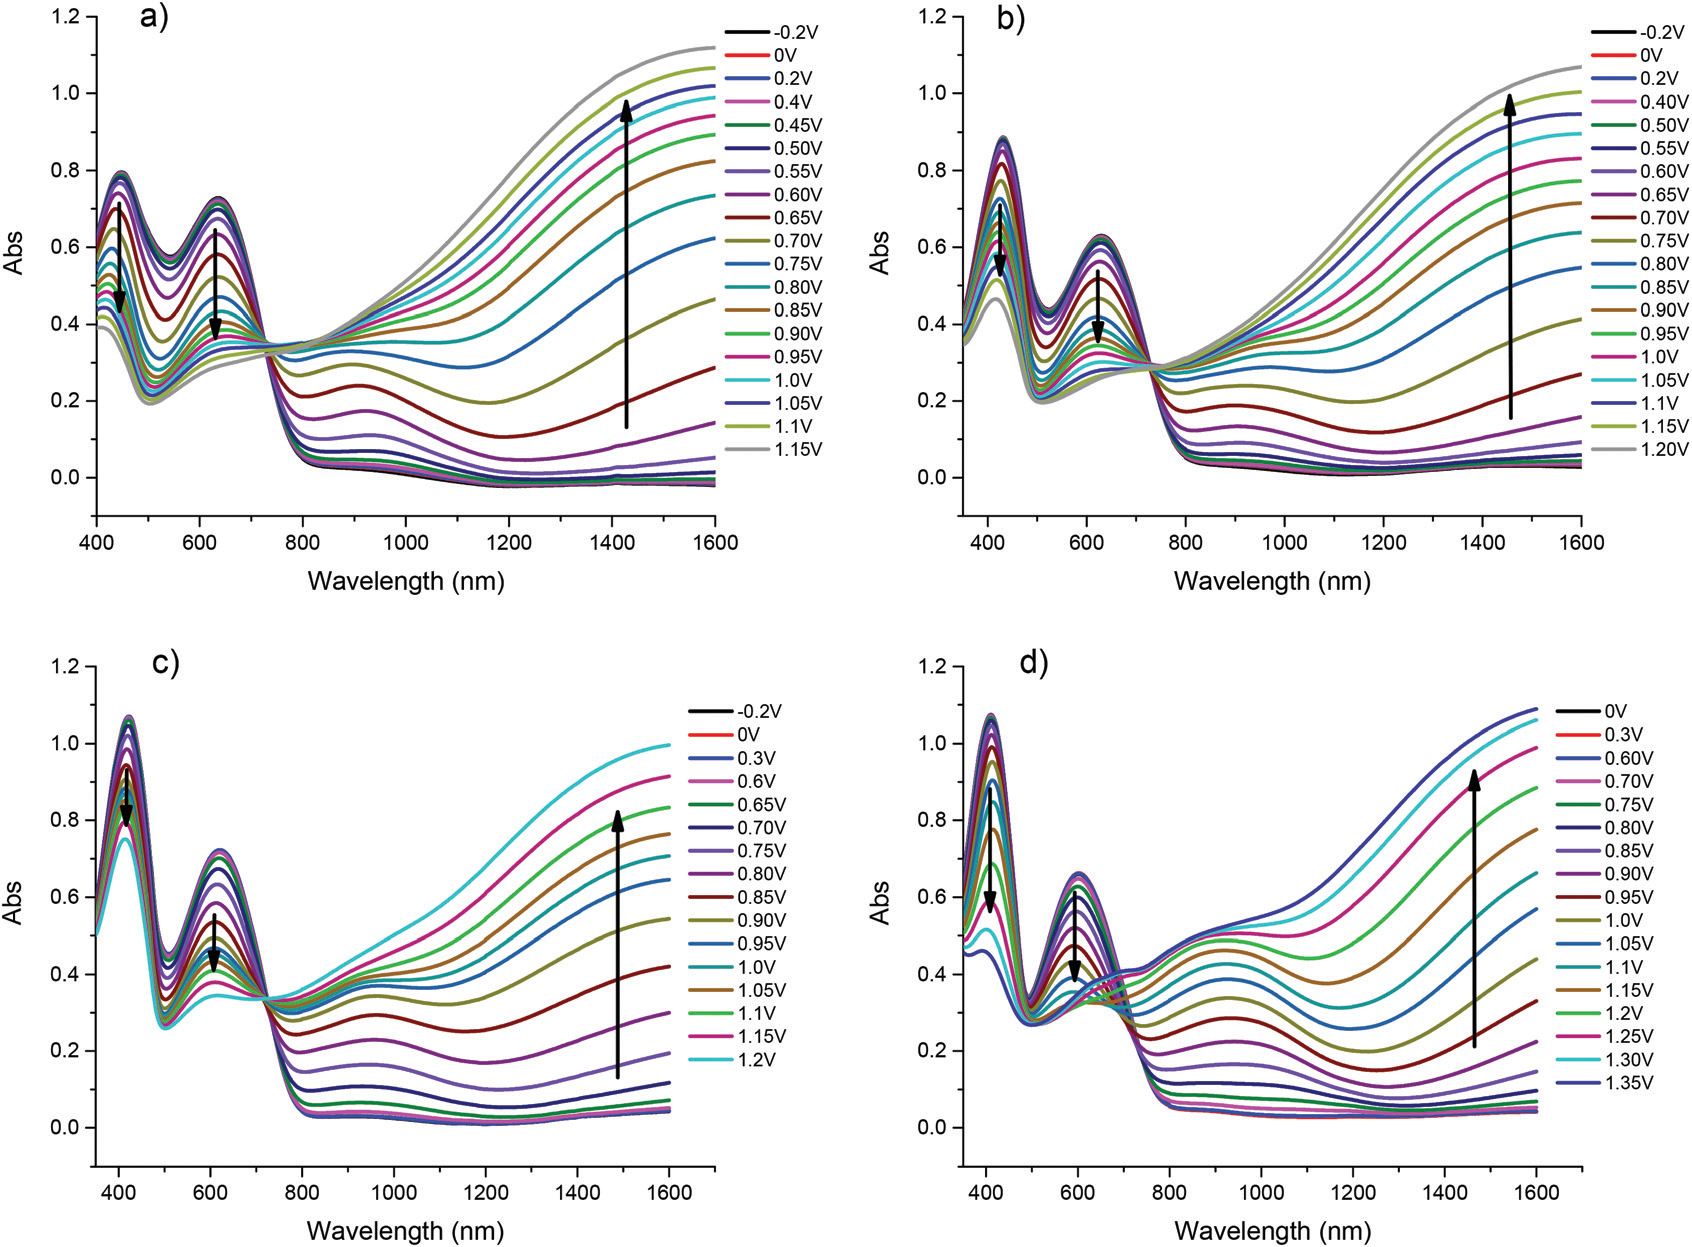 a)
1.2
1.0
0.8
0.6
0.4
0.2
0.0
Abs
400 600 800 1000 1200 1400 1600
Wavelength (nm)
-0.2V
0V
0.2V
0.4V
0.45V
0.50V
0.55V
0.60V
0.65V
0.70V
0.75V
0.80V
0.85V
0.90V
0.95V
1.0V
1.05V
1.1V
1.15V
b)
1.2
1.0
0.8
0.6
0.4
0.2
0.0
Abs
400 600 800 1000 1200 1400 1600
Wavelength (nm)
-0.2V
0V
0.2V
0.40V
0.50V
0.55V
0.60V
0.65V
0.70V
0.75V
0.80V
0.85V
0.90V
0.95V
1.0V
1.05V
1.1V
1.15V
1.20V
c)
1.2
1.0
0.8
0.6
0.4
0.2
0.0
Abs
400 600 800 1000 1200 1400 1600
Wavelength (nm)
-0.2V
0V
0.3V
0.6V
0.65V
0.70V
0.75V
0.80V
0.85V
0.90V
0.95V
1.0V
1.05V
1.1V
1.15V
1.2V
d)
1.2
1.0
0.8
0.6
0.4
0.2
0.0
Abs
400 600 800 1000 1200 1400 1600
Wavelength (nm)
0V
0.3V
0.60V
0.70V
0.75V
0.80V
0.85V
0.90V
0.95V
1.0V
1.05V
1.1V
1.15V
1.2V
1.25V
1.30V
1.35V